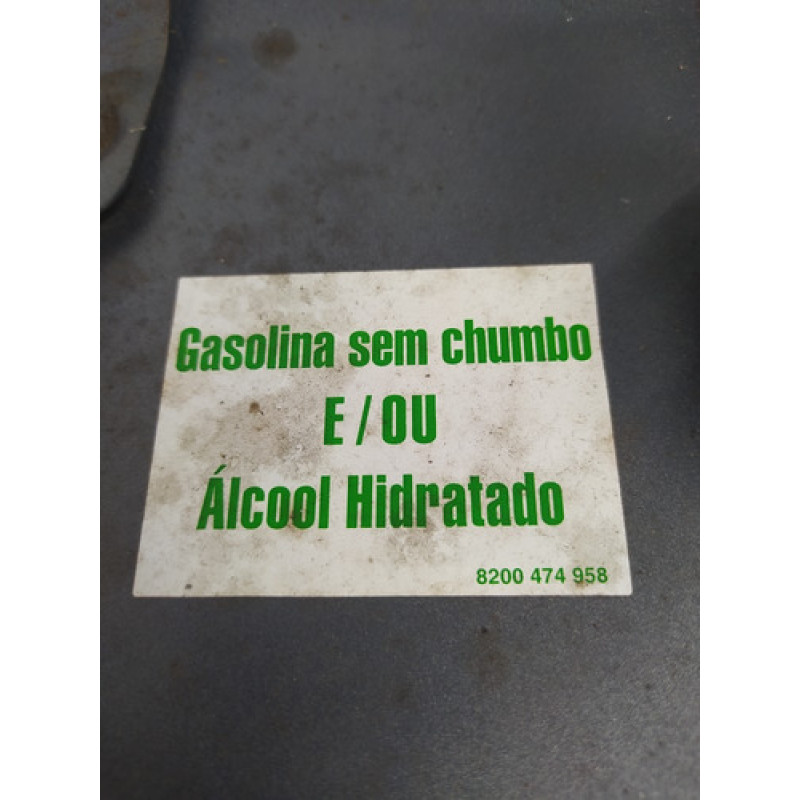 Gasolina sem chumbo
E / OU
Álcool Hidratado
8200 474 958